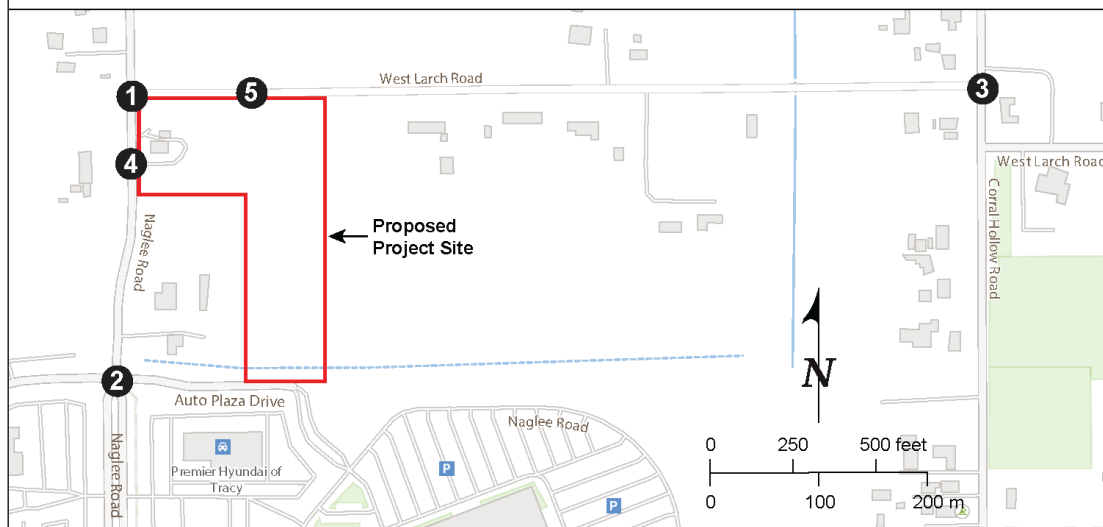 West Larch Road
1
5
3
4
West Larch Road
Proposed
Project Site
Naglee Road
Corral Hollow Road
N
2
Auto Plaza Drive
Naglee Road
Naglee Road
Premier Hyundai of
Tracy
P
P
0 250 500 feet
0 100 200 m